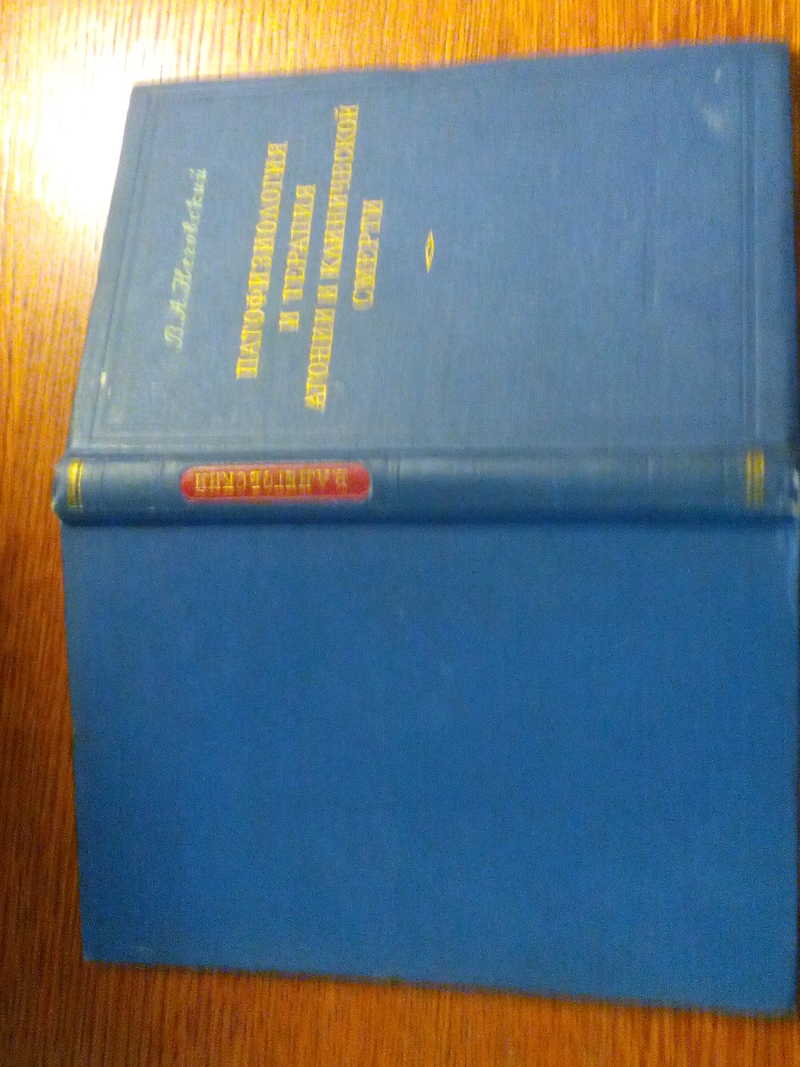 В.А.Неговский
ПАТОФИЗИОЛОГИЯ
И ТЕРАПИЯ
АГОНИИ И КЛИНИЧЕСКОЙ
СМЕРТИ
В.А.НЕГОВСКИЙ